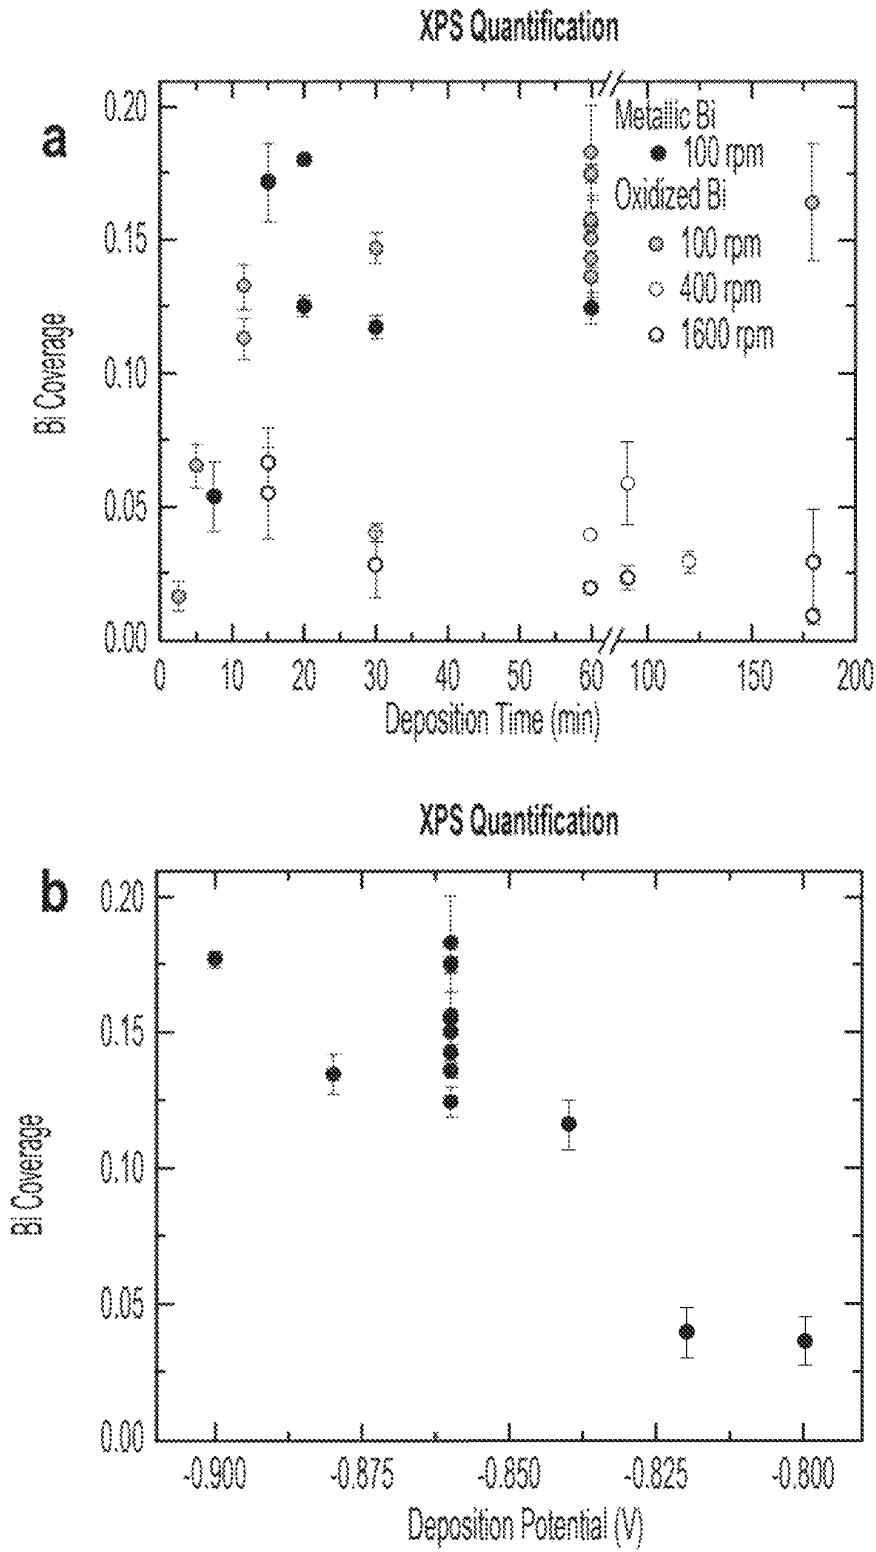 XPS Quantification
a
0.20
0.15
0.10
0.05
0.00
Bi Coverage
Metallic Bi
100 rpm
Oxidized Bi
100 rpm
400 rpm
1600 rpm
0 10 20 30 40 50 60 100 150 200
Deposition Time (min)
XPS Quantification
b
0.20
0.15
0.10
0.05
0.00
Bi Coverage
-0.900 -0.875 -0.850 -0.825 -0.800
Deposition Potential (V)